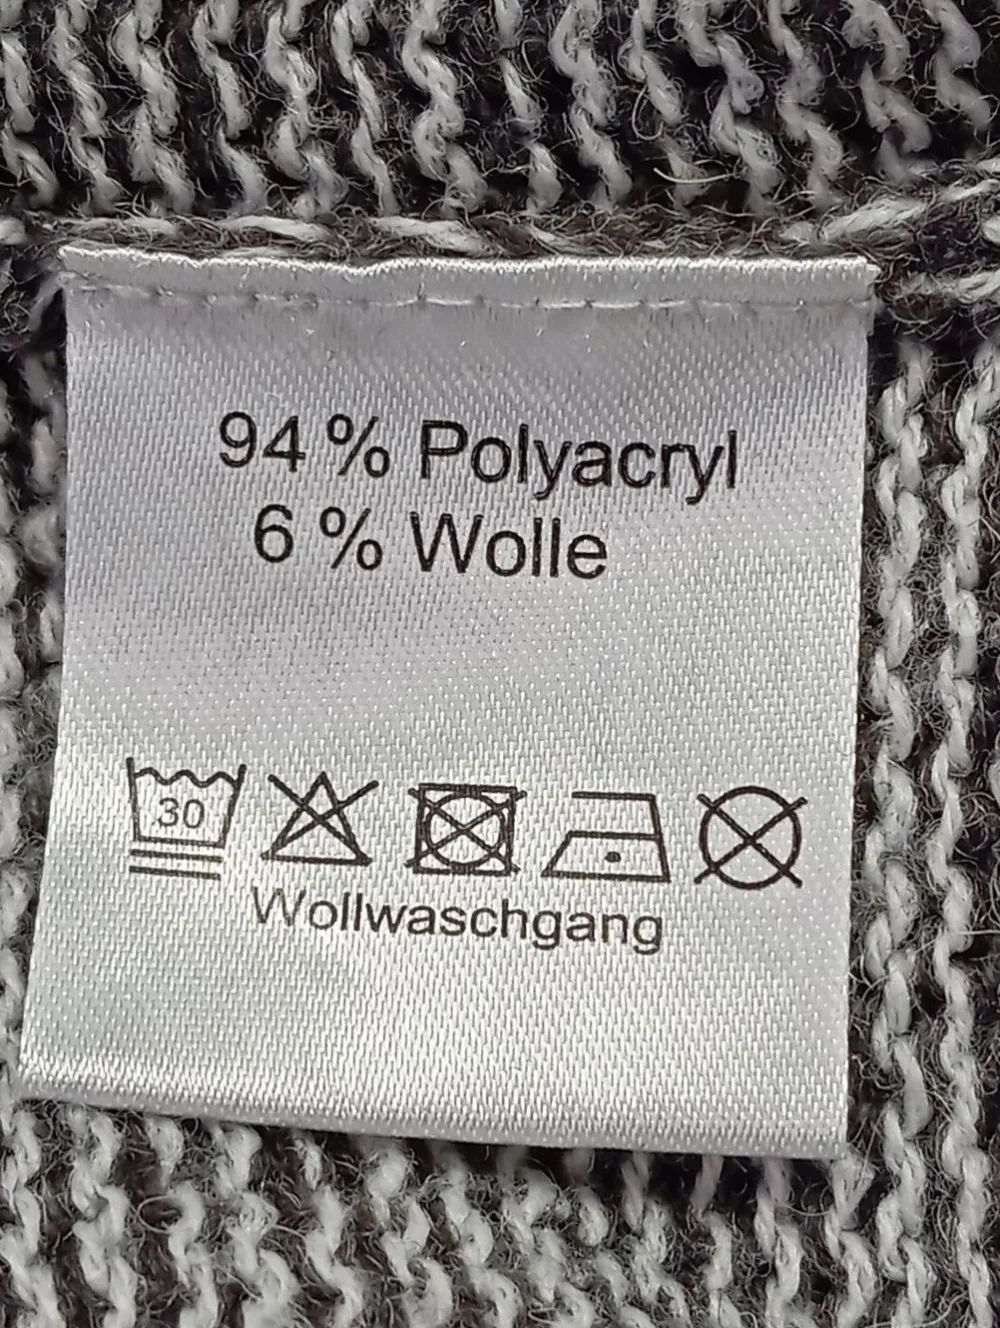 94 % Polyacryl
6 % Wolle
30
Wollwaschgang